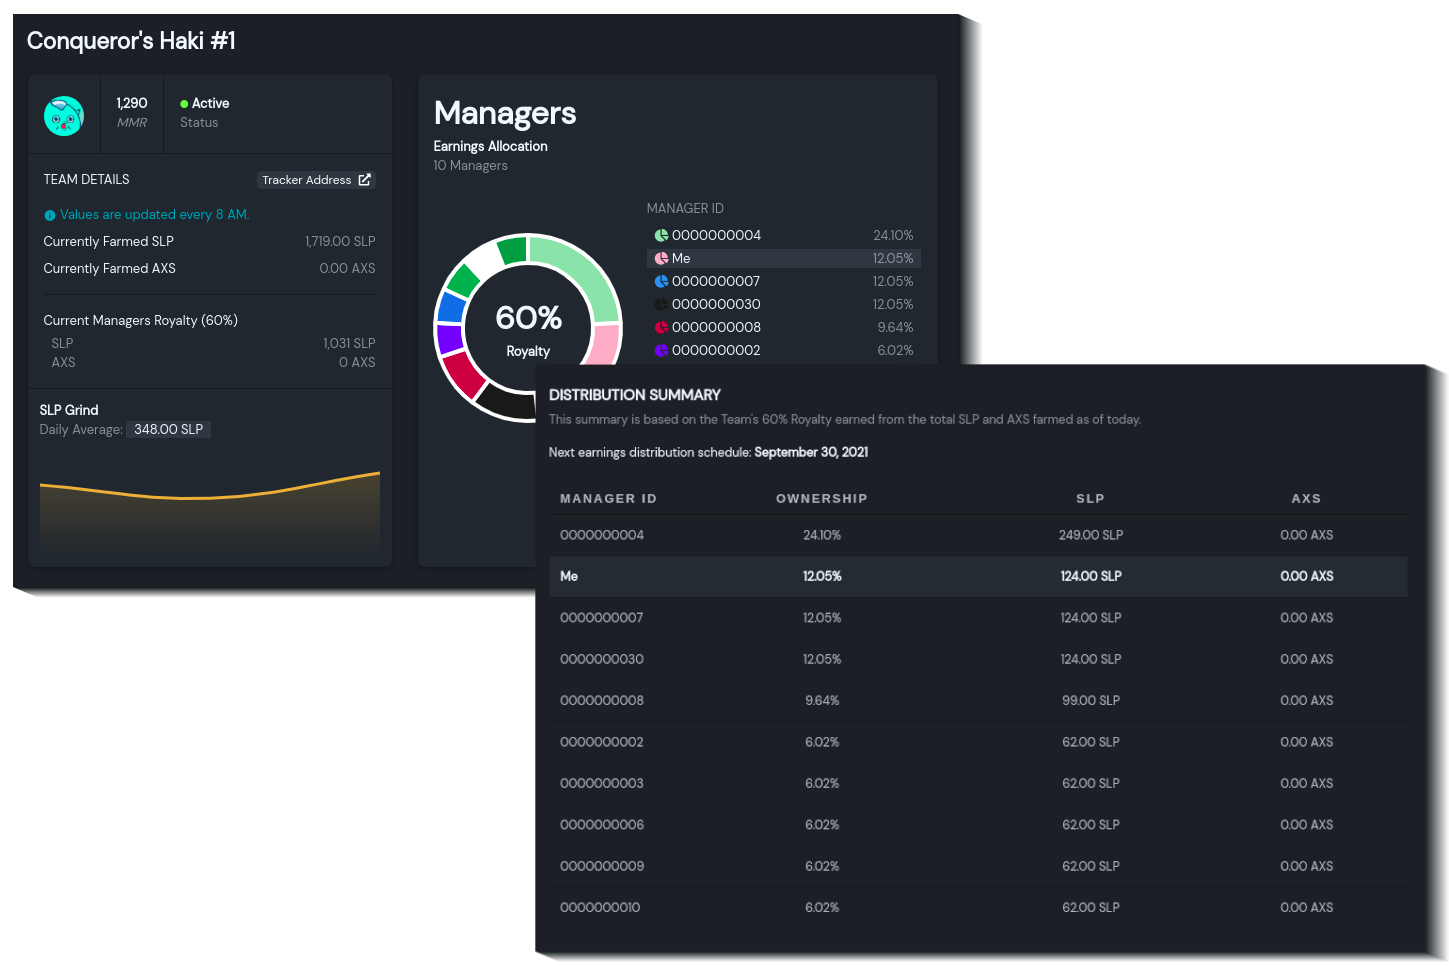 Conqueror's Haki #1
1,290
MMR
Active
Status
TEAM DETAILS
Tracker Address
Values are updated every 8 AM.
Currently Farmed SLP 1,719.00 SLP
Currently Farmed AXS 0.00 AXS
Current Managers Royalty (60%)
SLP 1,031 SLP
AXS 0 AXS
SLP Grind
Daily Average: 348.00 SLP
Managers
Earnings Allocation
10 Managers
60%
Royalty
MANAGER ID
0000000004 24.10%
Me 12.05%
0000000007 12.05%
0000000030 12.05%
0000000008 9.64%
0000000002 6.02%
DISTRIBUTION SUMMARY
This summary is based on the Team's 60% Royalty earned from the total SLP and AXS farmed as of today.
Next earnings distribution schedule: September 30, 2021
MANAGER ID OWNERSHIP SLP AXS
0000000004 24.10% 249.00 SLP 0.00 AXS
Me 12.05% 124.00 SLP 0.00 AXS
0000000007 12.05% 124.00 SLP 0.00 AXS
0000000030 12.05% 124.00 SLP 0.00 AXS
0000000008 9.64% 99.00 SLP 0.00 AXS
0000000002 6.02% 62.00 SLP 0.00 AXS
0000000003 6.02% 62.00 SLP 0.00 AXS
0000000006 6.02% 62.00 SLP 0.00 AXS
0000000009 6.02% 62.00 SLP 0.00 AXS
0000000010 6.02% 62.00 SLP 0.00 AXS